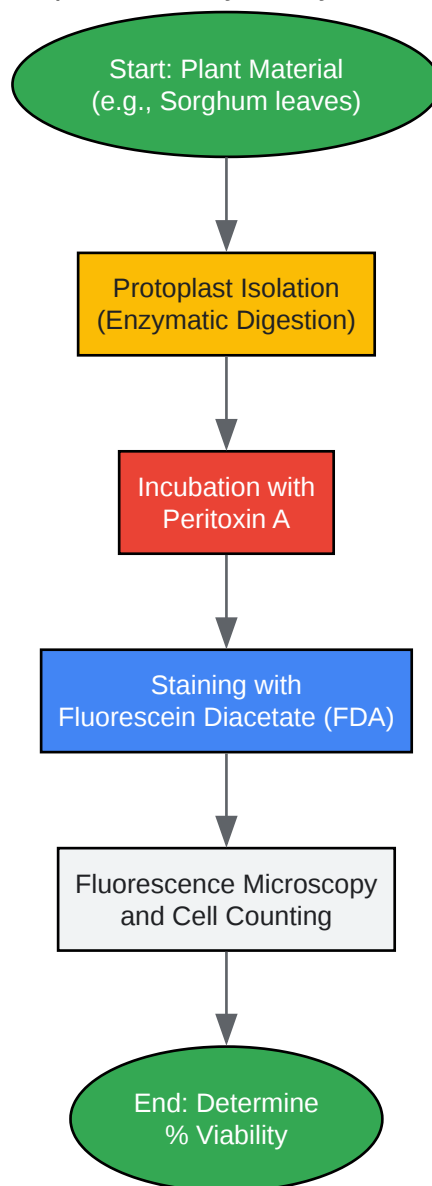 Start: Plant Material
(e.g., Sorghum leaves)
Protoplast Isolation
(Enzymatic Digestion)
Incubation with
Peritoxin A
Staining with
Fluorescein Diacetate (FDA)
Fluorescence Microscopy
and Cell Counting
End: Determine
% Viability